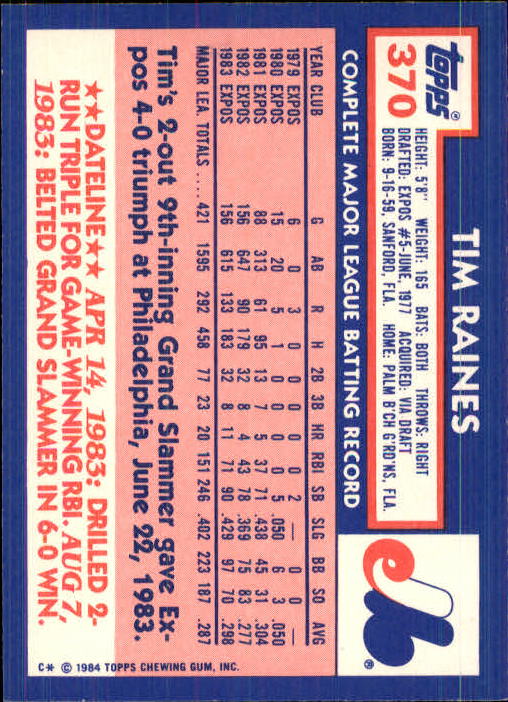 topps®
370
TIM RAINES
HEIGHT: 5'8" WEIGHT: 165 BATS: BOTH THROWS: RIGHT
DRAFTED: EXPOS #5-JUNE, 1977 ACQUIRED: VIA DRAFT
BORN: 9-16-59, SANFORD, FLA. HOME: PALM B'CH G'RD'NS, FLA.
COMPLETE MAJOR LEAGUE BATTING RECORD
YEAR CLUB G AB R H 2B 3B HR RBI SB SLG BB SO AVG
1979 EXPOS 6 0 3 0 0 0 0 0 2 — 0 0 —
1980 EXPOS 15 20 5 1 0 0 0 0 5 .050 6 3 .050
1981 EXPOS 88 313 61 95 13 7 5 37 71 .438 45 31 .304
1982 EXPOS 156 647 90 179 32 8 4 43 78 .369 75 83 .277
1983 EXPOS 156 615 133 183 32 8 11 71 90 .429 97 70 .298
MAJOR LEA. TOTALS .... 421 1595 292 458 77 23 20 151 246 .402 223 187 .287
Tim's 2-out 9th-inning Grand Slammer gave Ex-
pos 4-0 triumph at Philadelphia, June 22, 1983.
★★DATELINE★★ APR 14, 1983: DRILLED 2-
RUN TRIPLE FOR GAME-WINNING RBI. AUG 7,
1983: BELTED GRAND SLAMMER IN 6-0 WIN.
C* © 1984 TOPPS CHEWING GUM, INC.
eMb®